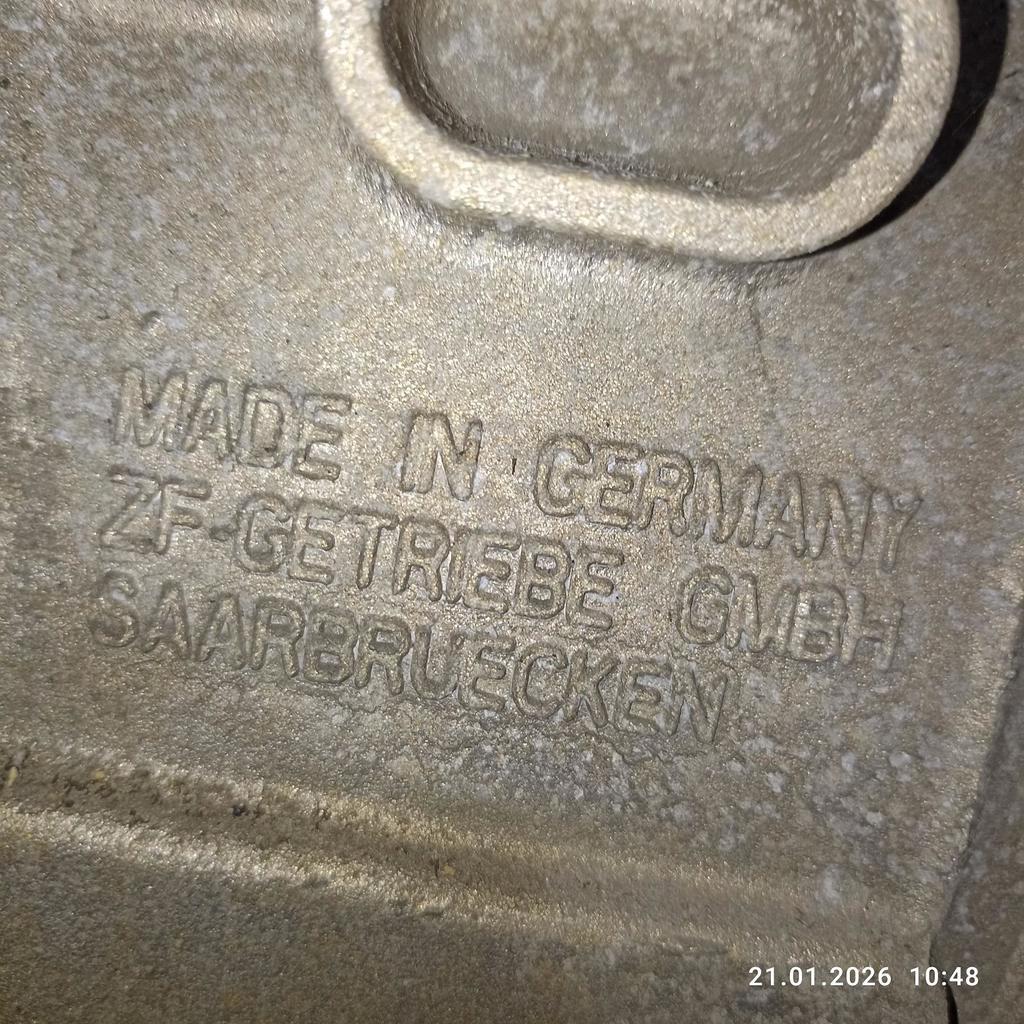 MADE IN GERMANY
ZF-GETRIEBE GMBH
SAARBRUECKEN
21.01.2026 10:48